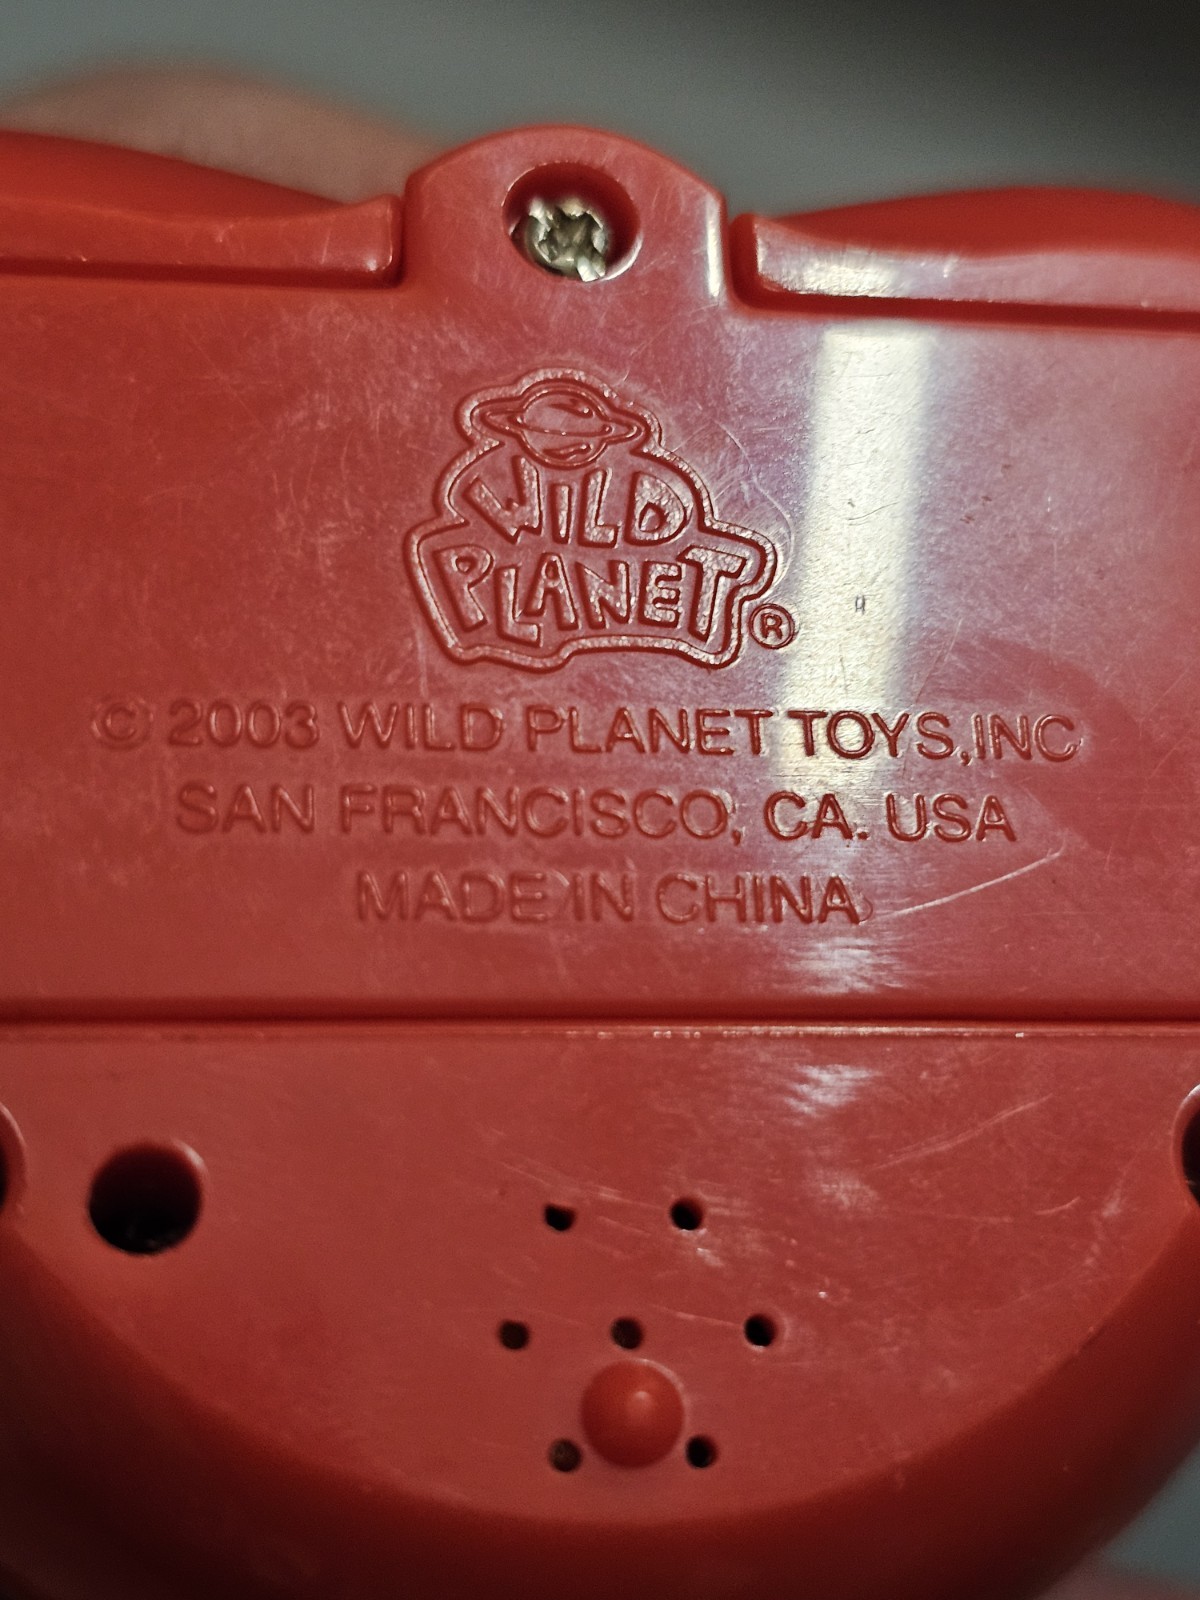 WILD
PLANET®
© 2003 WILD PLANET TOYS,INC
SAN FRANCISCO, CA. USA
MADE IN CHINA